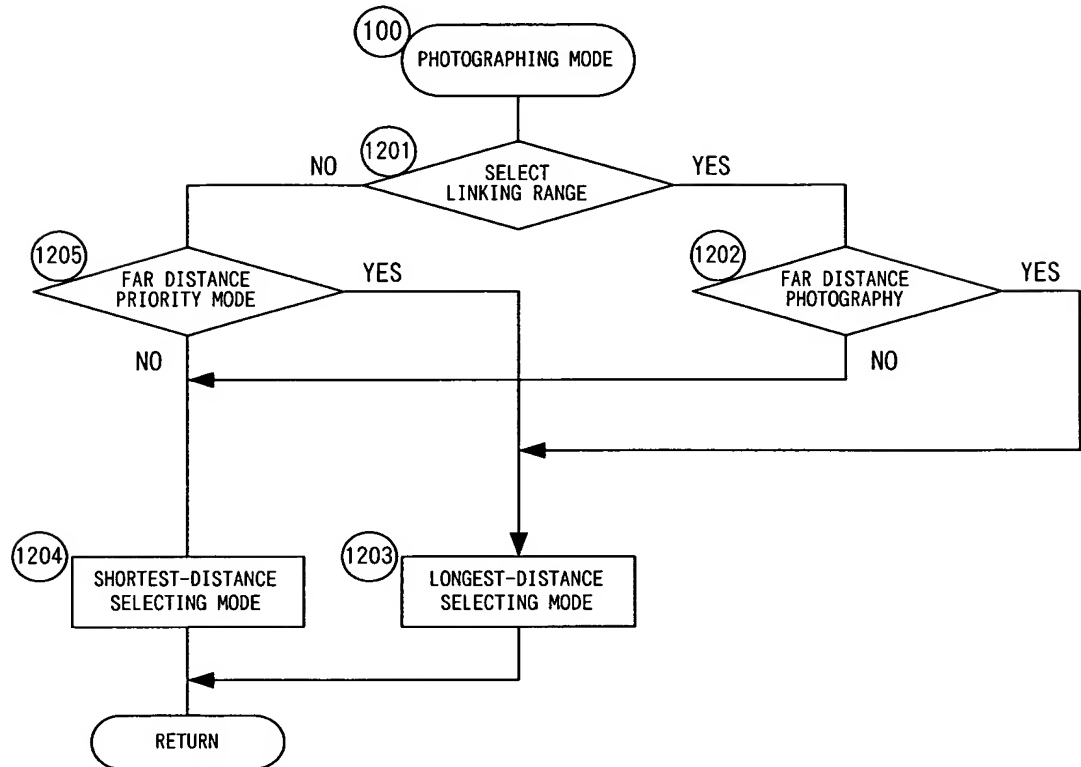 100
PHOTOGRAPHING MODE
1201
NO
SELECT
LINKING RANGE
YES
1205
FAR DISTANCE
PRIORITY MODE
YES
NO
1202
FAR DISTANCE
PHOTOGRAPHY
YES
NO
1204
SHORTEST-DISTANCE
SELECTING MODE
1203
LONGEST-DISTANCE
SELECTING MODE
RETURN